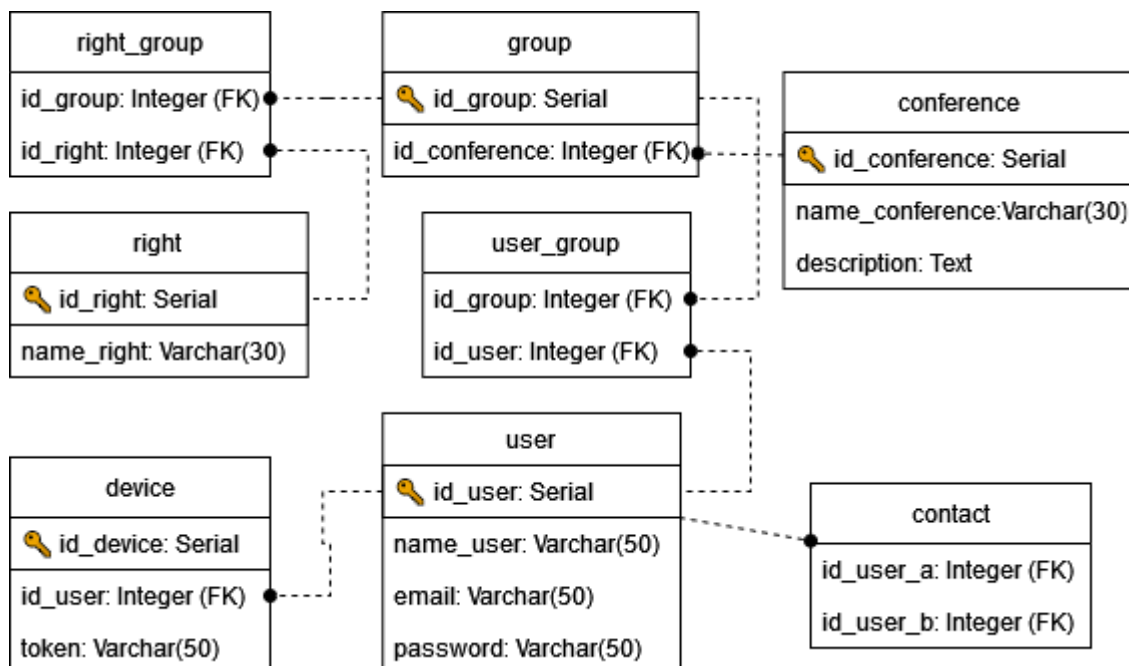 right_group
id_group: Integer (FK)
id_right: Integer (FK)
group
id_group: Serial
id_conference: Integer (FK)
conference
id_conference: Serial
name_conference:Varchar(30)
description: Text
right
id_right: Serial
name_right: Varchar(30)
user_group
id_group: Integer (FK)
id_user: Integer (FK)
device
id_device: Serial
id_user: Integer (FK)
token: Varchar(50)
user
id_user: Serial
name_user: Varchar(50)
email: Varchar(50)
password: Varchar(50)
contact
id_user_a: Integer (FK)
id_user_b: Integer (FK)